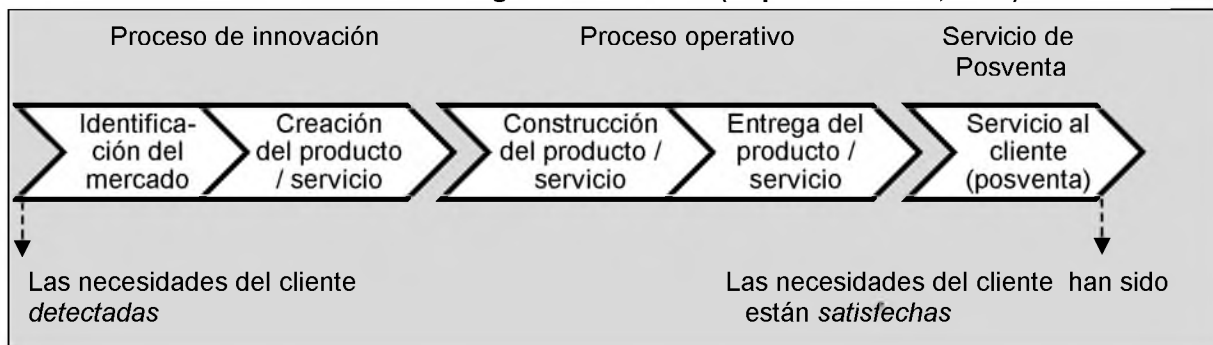 Proceso de innovación
Proceso operativo
Servicio de
Posventa
Identifica-
ción del
mercado
Creación
del producto
/ servicio
Construcción
del producto /
servicio
Entrega del
producto /
servicio
Servicio al
cliente
(posventa)
Las necesidades del cliente
detectadas
Las necesidades del cliente han sido
están satisfechas